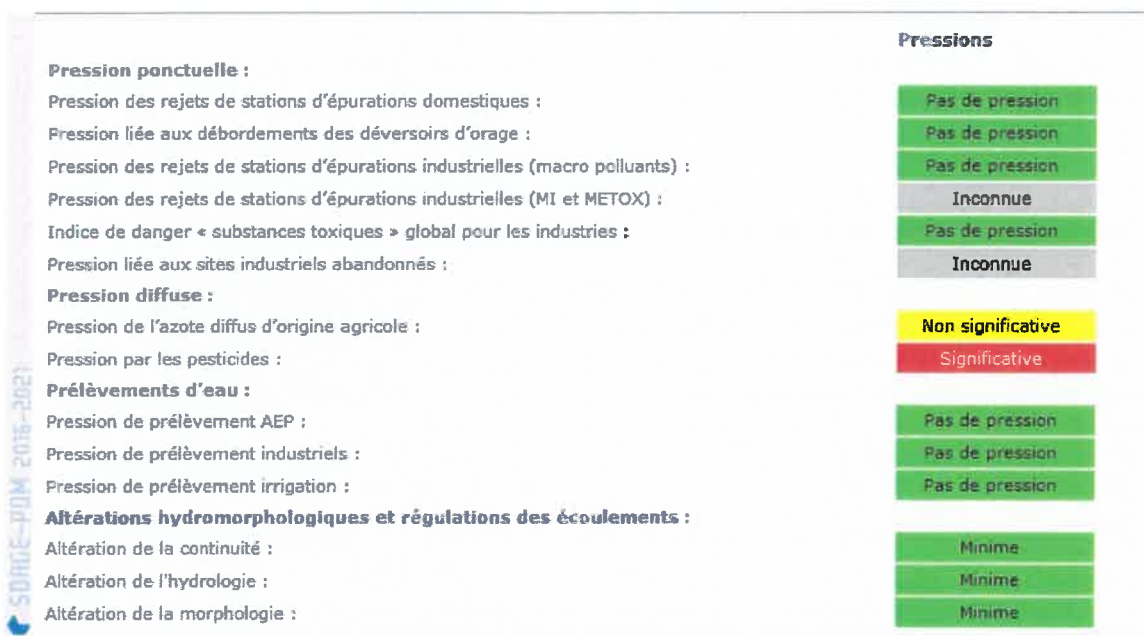 Pressions
Pression ponctuelle :
Pression des rejets de stations d'épurations domestiques : Pas de pression
Pression liée aux débordements des déversoirs d'orage : Pas de pression
Pression des rejets de stations d'épurations industrielles (macro polluants) : Pas de pression
Pression des rejets de stations d'épurations industrielles (MI et METOX) : Inconnue
Indice de danger « substances toxiques » global pour les industries : Pas de pression
Pression liée aux sites industriels abandonnés : Inconnue
Pression diffuse :
Pression de l'azote diffus d'origine agricole : Non significative
Pression par les pesticides : Significative
Prélèvements d'eau :
Pression de prélèvement AEP : Pas de pression
Pression de prélèvement industriels : Pas de pression
Pression de prélèvement irrigation : Pas de pression
Altérations hydromorphologiques et régulations des écoulements :
Altération de la continuité : Minime
Altération de l'hydrologie : Minime
Altération de la morphologie : Minime
SDAGE-PDM 2016-2021